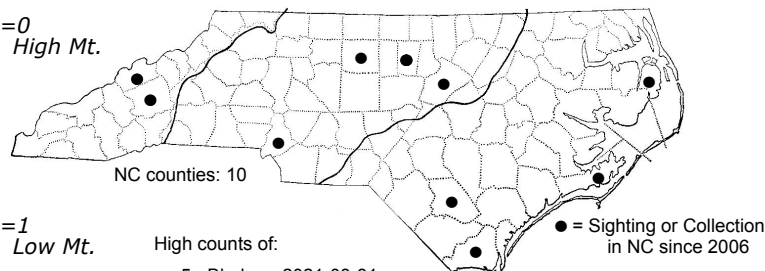 =0
High Mt.
NC counties: 10
=1
Low Mt.
High counts of:
● = Sighting or Collection
in NC since 2006